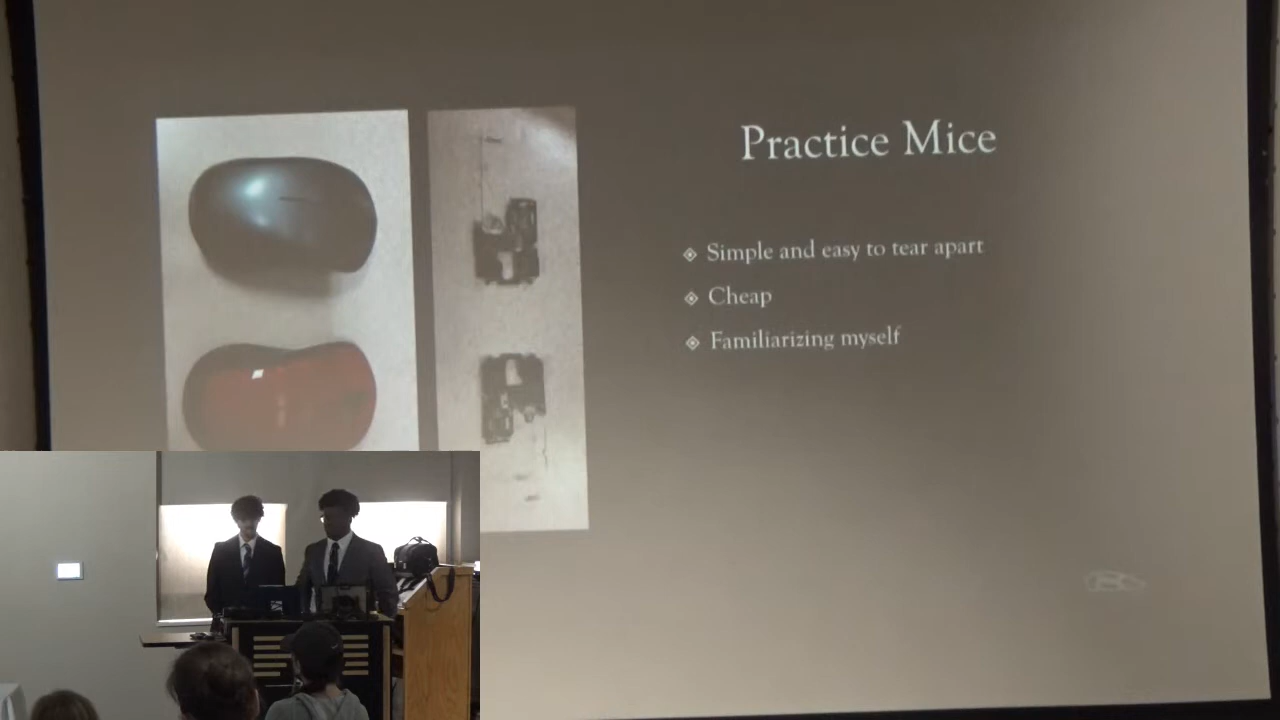 Practice Mice
Simple and easy to tear apart
Cheap
Familiarizing myself